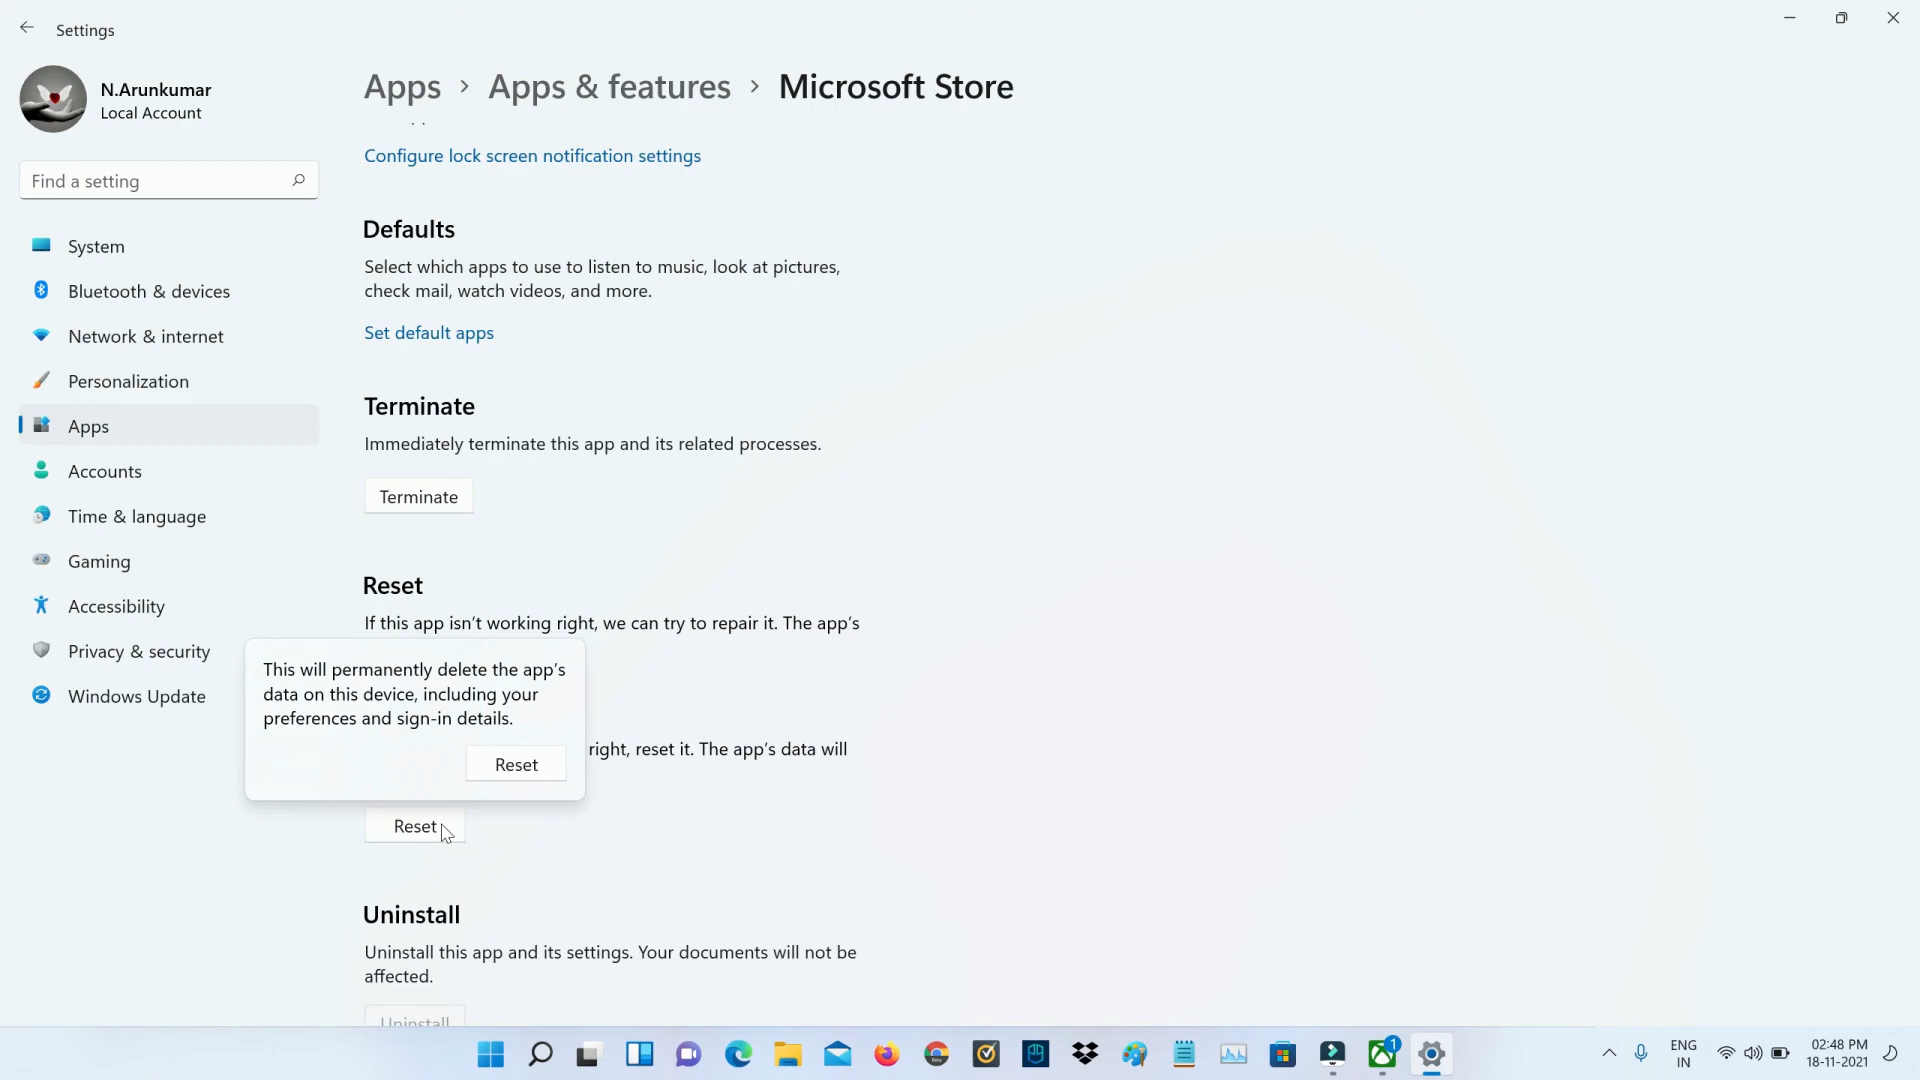 Settings
N.Arunkumar
Local Account
Find a setting
System
Bluetooth & devices
Network & internet
Personalization
Apps
Accounts
Time & language
Gaming
Accessibility
Privacy & security
Windows Update
Apps > Apps & features > Microsoft Store
Configure lock screen notification settings
Defaults
Select which apps to use to listen to music, look at pictures,
check mail, watch videos, and more.
Set default apps
Terminate
Immediately terminate this app and its related processes.
Terminate
Reset
If this app isn't working right, we can try to repair it. The app's
This will permanently delete the app's
data on this device, including your
preferences and sign-in details.
Reset
right, reset it. The app's data will
Reset
Uninstall
Uninstall this app and its settings. Your documents will not be
affected.
Uninstall
1
ENG
IN
02:48 PM
18-11-2021